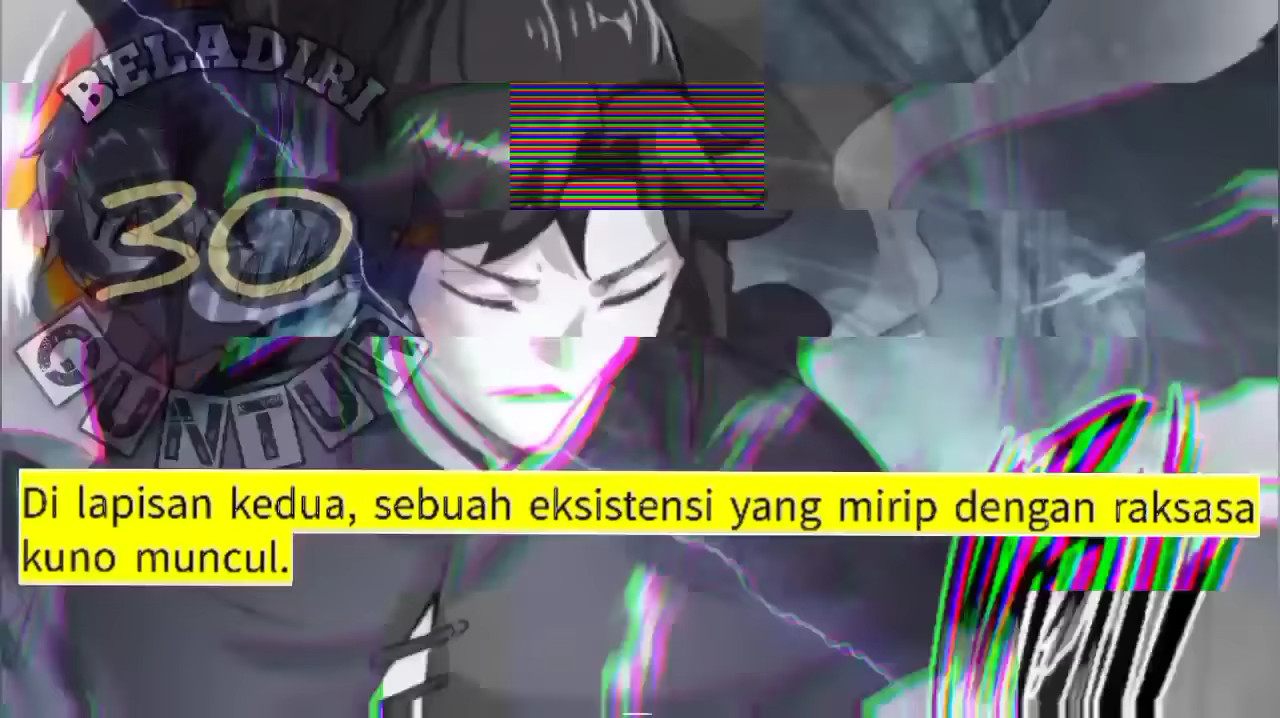 BELADIRI
30
GUNTUR
Di lapisan kedua, sebuah eksistensi yang mirip dengan raksasa
kuno muncul.